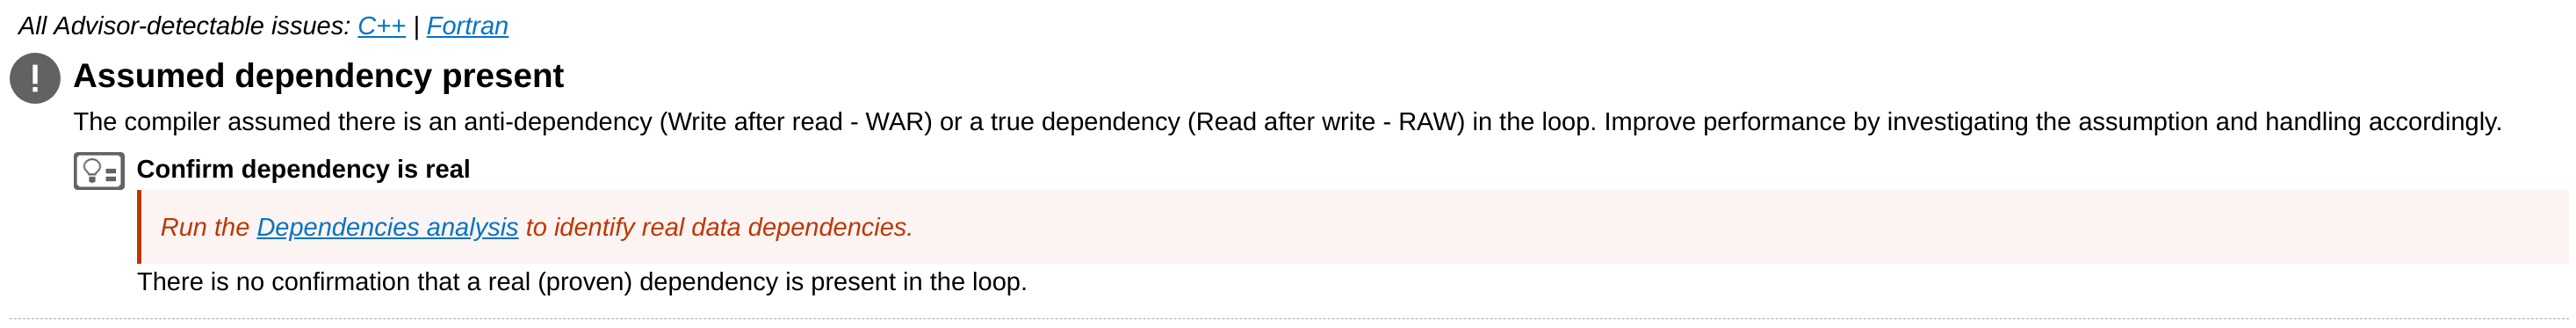 All Advisor-detectable issues: C++ | Fortran
Assumed dependency present
The compiler assumed there is an anti-dependency (Write after read - WAR) or a true dependency (Read after write - RAW) in the loop. Improve performance by investigating the assumption and handling accordingly.
Confirm dependency is real
Run the Dependencies analysis to identify real data dependencies.
There is no confirmation that a real (proven) dependency is present in the loop.